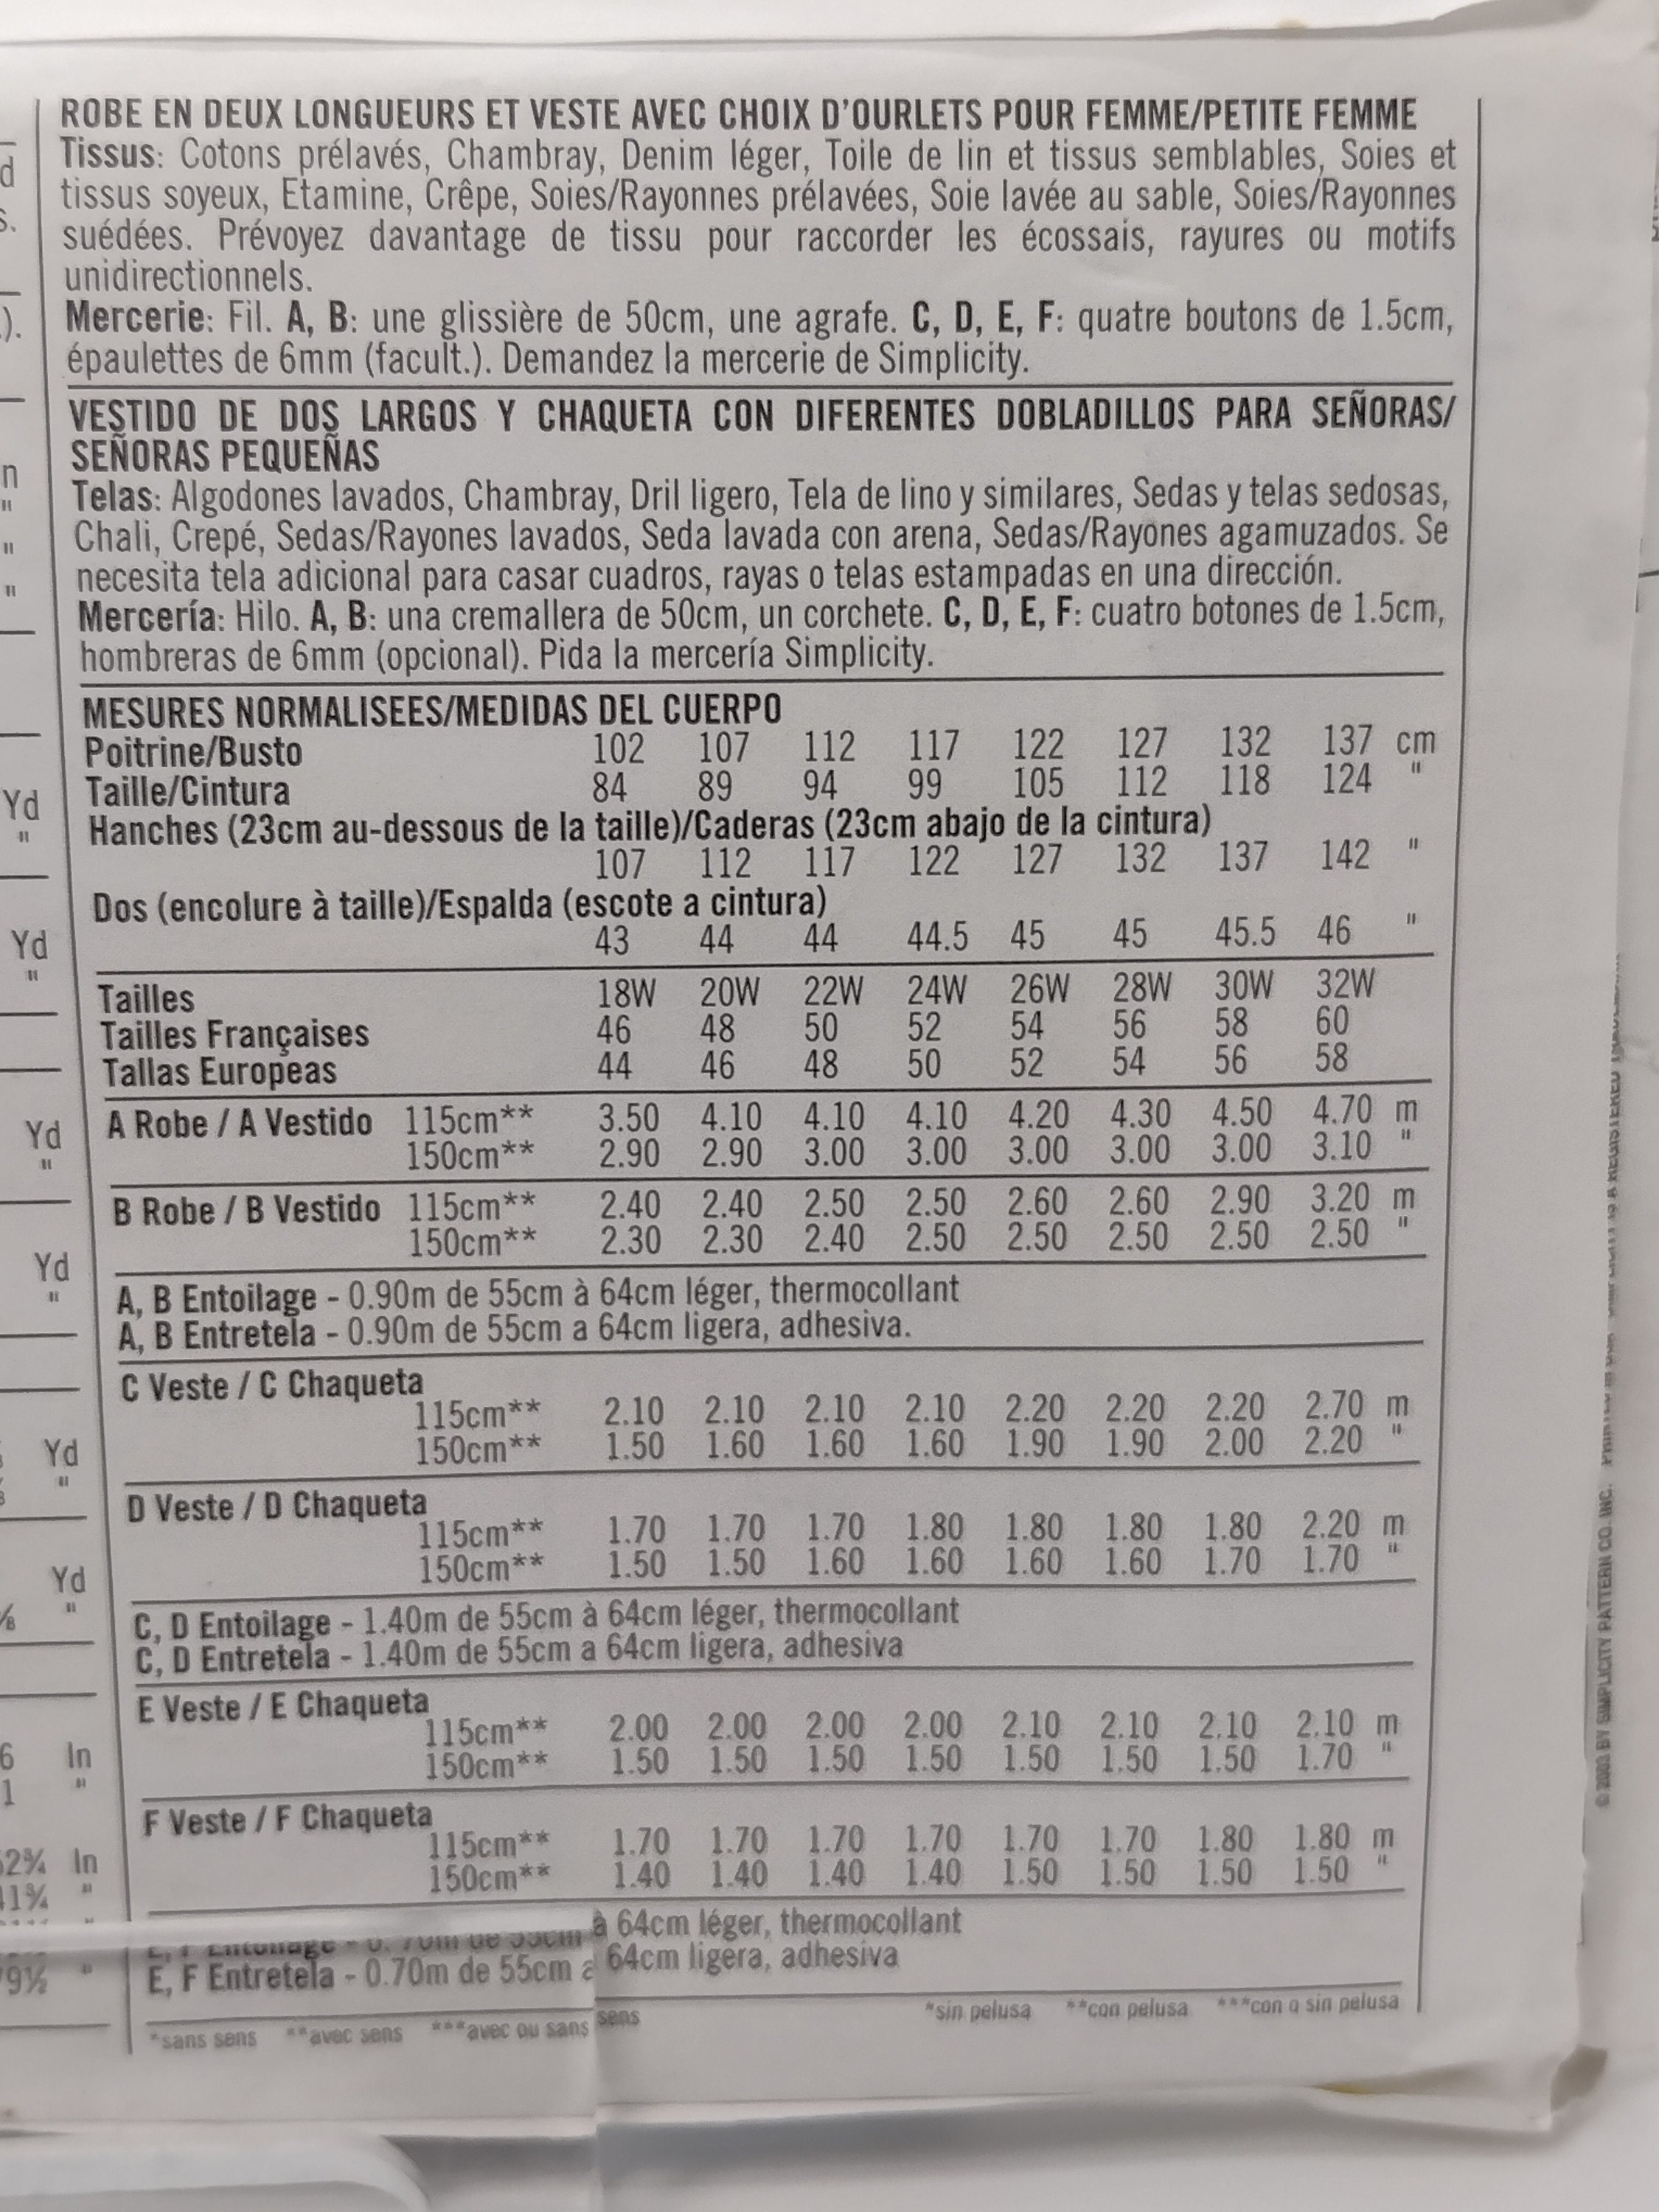 ROBE EN DEUX LONGUEURS ET VESTE AVEC CHOIX D'OURLETS POUR FEMME/PETITE FEMME
Tissus: Cotons prélavés, Chambray, Denim léger, Toile de lin et tissus semblables, Soies et
tissus soyeux, Etamine, Crêpe, Soies/Rayonnes prélavées, Soie lavée au sable, Soies/Rayonnes
suédées. Prévoyez davantage de tissu pour raccorder les écossais, rayures ou motifs
unidirectionnels.
Mercerie: Fil. A, B: une glissière de 50cm, une agrafe. C, D, E, F: quatre boutons de 1.5cm,
épaulettes de 6mm (facult.). Demandez la mercerie de Simplicity.
VESTIDO DE DOS LARGOS Y CHAQUETA CON DIFERENTES DOBLADILLOS PARA SEÑORAS/
SEÑORAS PEQUEÑAS
Telas: Algodones lavados, Chambray, Dril ligero, Tela de lino y similares, Sedas y telas sedosas,
Chali, Crepé, Sedas/Rayones lavados, Seda lavada con arena, Sedas/Rayones agamuzados. Se
necesita tela adicional para casar cuadros, rayas o telas estampadas en una dirección.
Mercería: Hilo. A, B: una cremallera de 50cm, un corchete. C, D, E, F: cuatro botones de 1.5cm,
hombreras de 6mm (opcional). Pida la mercería Simplicity.
MESURES NORMALISEES/MEDIDAS DEL CUERPO
Poitrine/Busto 102 107 112 117 122 127 132 137 cm
Taille/Cintura 84 89 94 99 105 112 118 124 "
Hanches (23cm au-dessous de la taille)/Caderas (23cm abajo de la cintura)
107 112 117 122 127 132 137 142 "
Dos (encolure à taille)/Espalda (escote a cintura)
43 44 44 44.5 45 45 45.5 46 "
Tailles 18W 20W 22W 24W 26W 28W 30W 32W
Tailles Françaises 46 48 50 52 54 56 58 60
Tallas Europeas 44 46 48 50 52 54 56 58
A Robe / A Vestido 115cm** 3.50 4.10 4.10 4.10 4.20 4.30 4.50 4.70 m
150cm** 2.90 2.90 3.00 3.00 3.00 3.00 3.00 3.10 "
B Robe / B Vestido 115cm** 2.40 2.40 2.50 2.50 2.60 2.60 2.90 3.20 m
150cm** 2.30 2.30 2.40 2.50 2.50 2.50 2.50 2.50 "
A, B Entoilage - 0.90m de 55cm à 64cm léger, thermocollant
A, B Entretela - 0.90m de 55cm a 64cm ligera, adhesiva.
C Veste / C Chaqueta
115cm** 2.10 2.10 2.10 2.10 2.20 2.20 2.20 2.70 m
150cm** 1.50 1.60 1.60 1.60 1.90 1.90 2.00 2.20 "
D Veste / D Chaqueta
115cm** 1.70 1.70 1.70 1.80 1.80 1.80 1.80 2.20 m
150cm** 1.50 1.50 1.60 1.60 1.60 1.60 1.70 1.70 "
C, D Entoilage - 1.40m de 55cm à 64cm léger, thermocollant
C, D Entretela - 1.40m de 55cm a 64cm ligera, adhesiva
E Veste / E Chaqueta
115cm** 2.00 2.00 2.00 2.00 2.10 2.10 2.10 2.10 m
150cm** 1.50 1.50 1.50 1.50 1.50 1.50 1.50 1.70 "
F Veste / F Chaqueta
115cm** 1.70 1.70 1.70 1.70 1.70 1.70 1.80 1.80 m
150cm** 1.40 1.40 1.40 1.40 1.50 1.50 1.50 1.50 "
E, F Entoilage - 0.70m de 55cm à 64cm léger, thermocollant
E, F Entretela - 0.70m de 55cm a 64cm ligera, adhesiva
*sans sens **avec sens ***avec ou sans sens *sin pelusa **con pelusa ***con o sin pelusa
Yd
"
Yd
"
Yd
"
Yd
"
Yd
"
Yd
"
In
"
In
"
© 2003 BY SIMPLICITY PATTERN CO. INC.